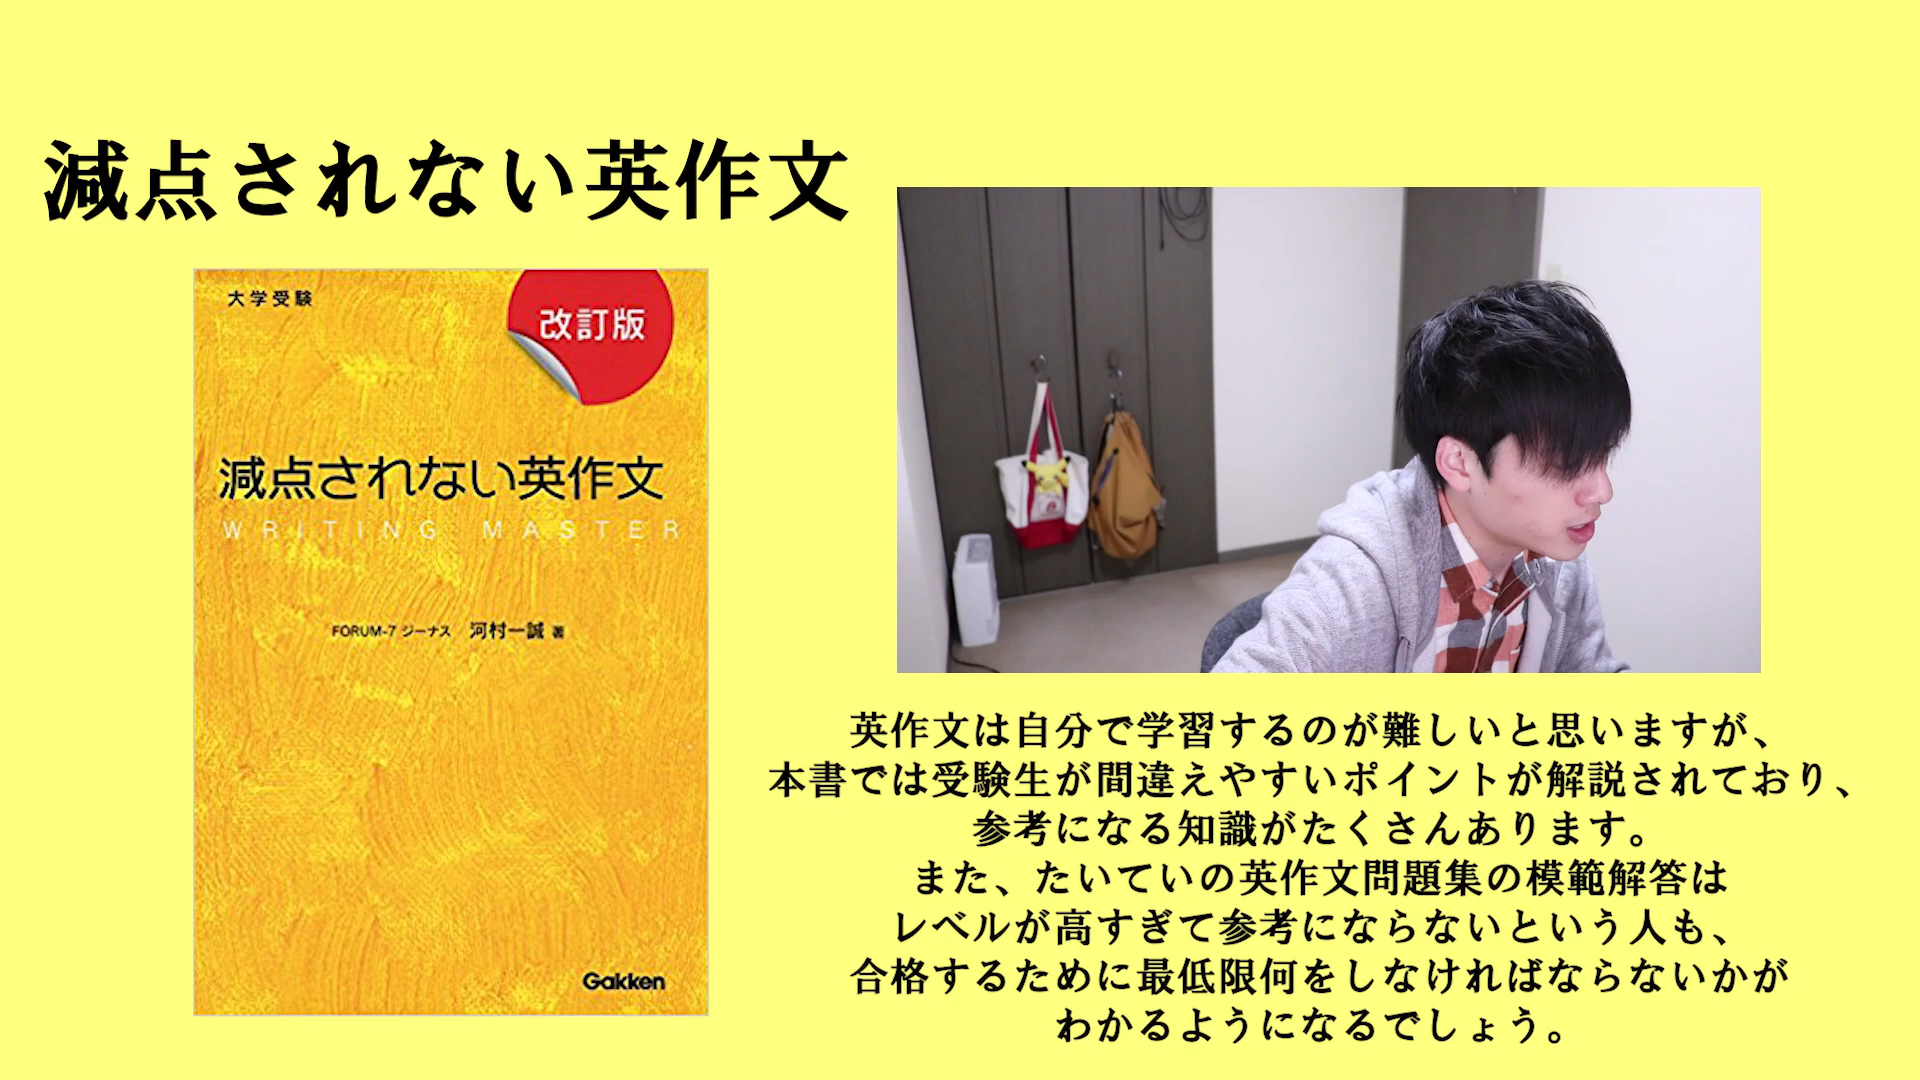 減点されない英作文
大学受験
改訂版
減点されない英作文
WRITING MASTER
FORUM-7 ジーナス 河村一誠 著
Gakken
英作文は自分で学習するのが難しいと思いますが、
本書では受験生が間違えやすいポイントが解説されており、
参考になる知識がたくさんあります。
また、たいていの英作文問題集の模範解答は
レベルが高すぎて参考にならないという人も、
合格するために最低限何をしなければならないかが
わかるようになるでしょう。